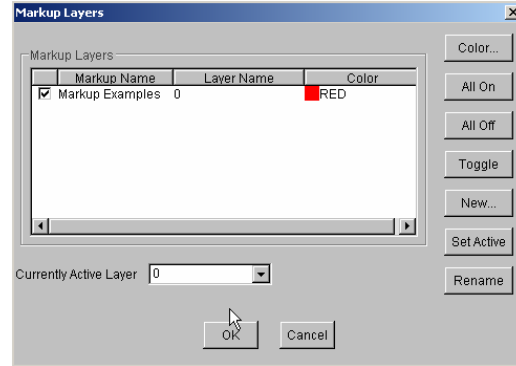 Markup Layers
Markup Layers
Markup Name Layer Name Color
Markup Examples 0 RED
Currently Active Layer 0
OK Cancel
Color...
All On
All Off
Toggle
New...
Set Active
Rename